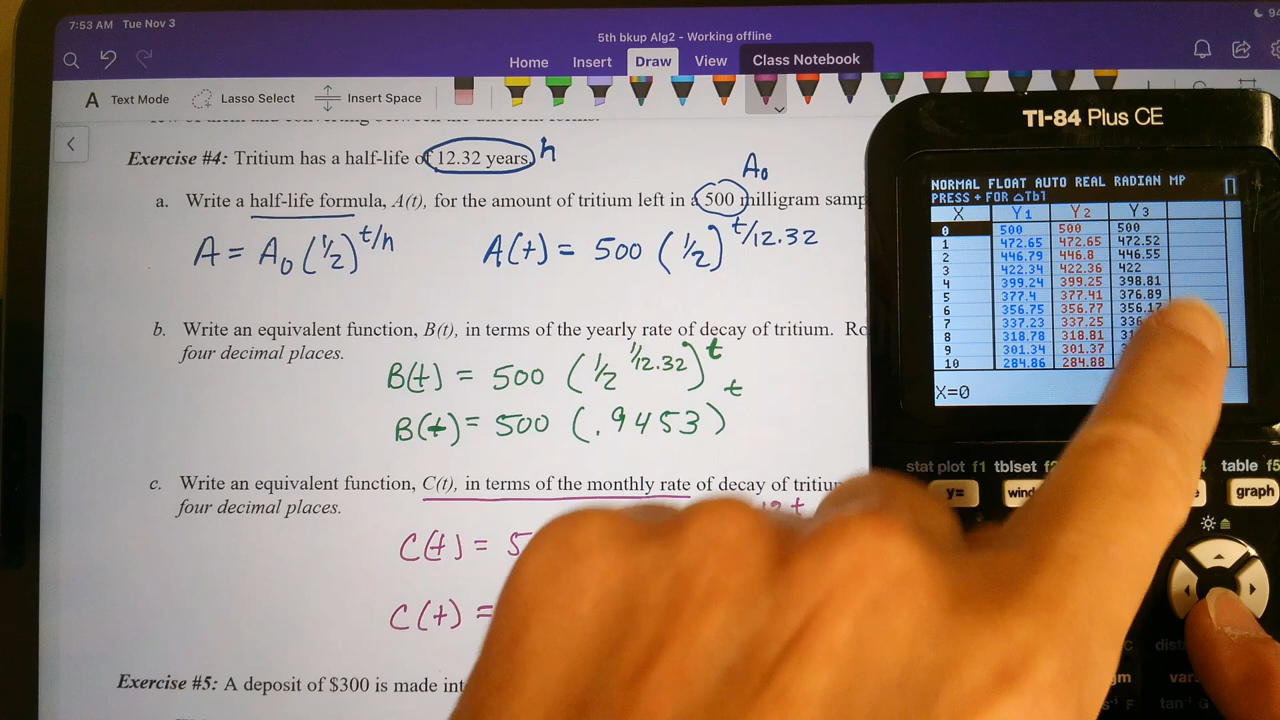 7:53 AM Tue Nov 3
94
5th bkup Alg2 - Working offline
Home Insert Draw View Class Notebook
A Text Mode Lasso Select Insert Space
Exercise #4: Tritium has a half-life of 12.32 years. h
A₀
a. Write a half-life formula, A(t), for the amount of tritium left in a 500 milligram samp
A = A₀ (1/2)^t/h A(t) = 500 (1/2)^t/12.32
b. Write an equivalent function, B(t), in terms of the yearly rate of decay of tritium. Ro
four decimal places.
B(t) = 500 (1/2^1/12.32)^t
B(t) = 500 (.9453)^t
c. Write an equivalent function, C(t), in terms of the monthly rate of decay of tritiu
four decimal places.
C(t) = 5
C(t) =
Exercise #5: A deposit of $300 is made int
TI-84 Plus CE
NORMAL FLOAT AUTO REAL RADIAN MP
PRESS + FOR △Tbl
X Y1 Y2 Y3
0 500 500 500
1 472.65 472.65 472.52
2 446.79 446.8 446.55
3 422.34 422.36 422
4 399.24 399.25 398.81
5 377.4 377.41 376.89
6 356.75 356.77 356.17
7 337.23 337.25 336
8 318.78 318.81 31
9 301.34 301.37
10 284.86 284.88
X=0
stat plot f1 tblset f2 table f5
y= wind graph